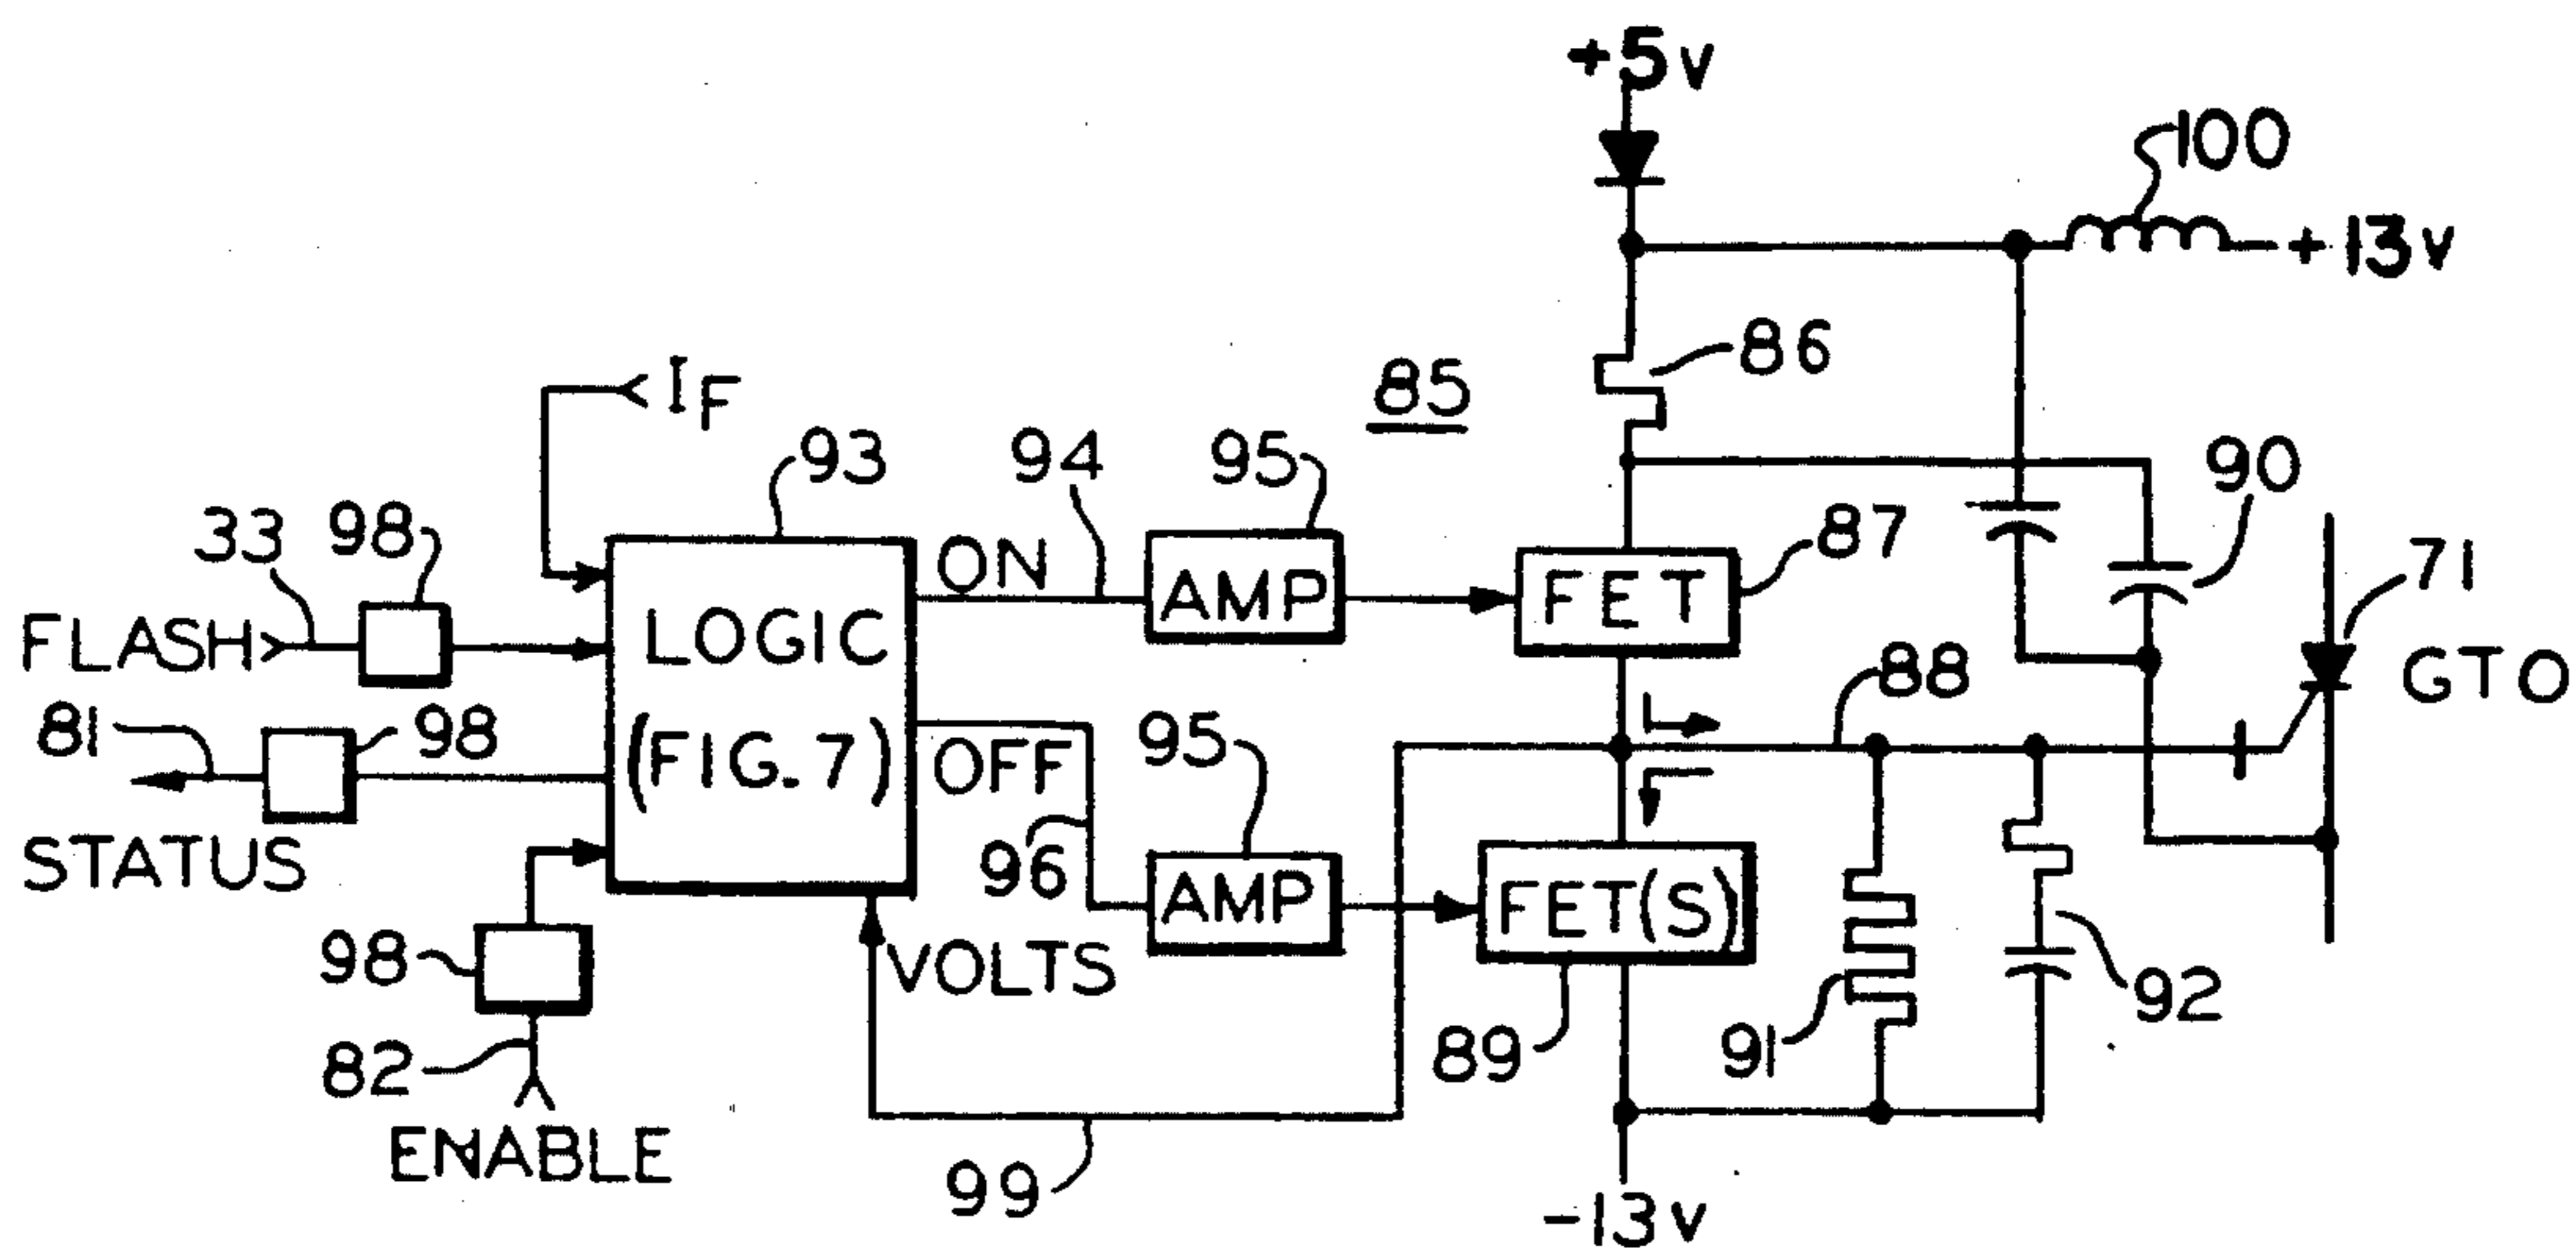 +5v
100
+13v
86
85
I F
93
94
95
90
33
98
ON
AMP
87
FET
71
FLASH
LOGIC
GTO
81
98
(FIG. 7)
88
STATUS
OFF
95
96
AMP
FET(S)
98
VOLTS
92
82
89
91
ENABLE
99
-13v